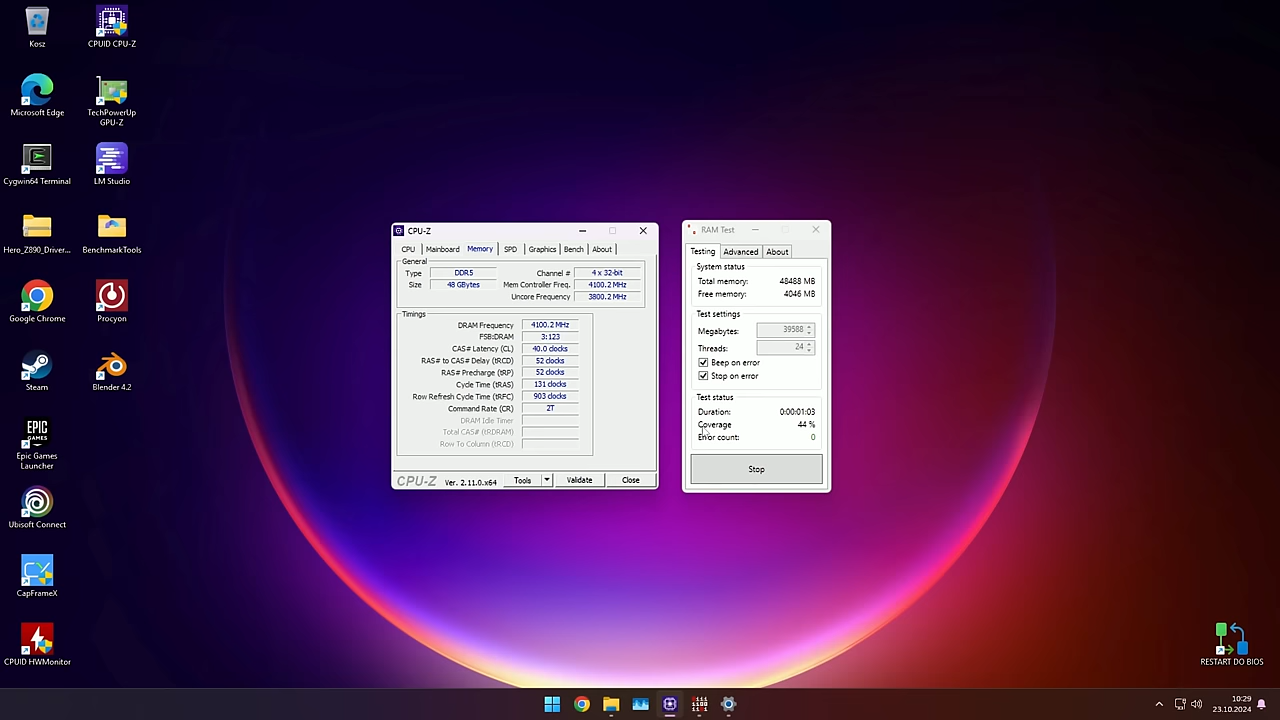 Kosz
CPUID CPU-Z
Microsoft Edge
TechPowerUp
GPU-Z
Cygwin64 Terminal
LM Studio
Hero_Z890_Driver...
BenchmarkTools
Google Chrome
Procyon
Steam
Blender 4.2
EPIC
GAMES
Epic Games
Launcher
Ubisoft Connect
CX
CapFrameX
CPUID HWMonitor
CPU-Z
CPU Mainboard Memory SPD Graphics Bench About
General
Type DDR5 Channel # 4 x 32-bit
Size 48 GBytes Mem Controller Freq. 4100.2 MHz
Uncore Frequency 3800.2 MHz
Timings
DRAM Frequency 4100.2 MHz
FSB:DRAM 3:123
CAS# Latency (CL) 40.0 clocks
RAS# to CAS# Delay (tRCD) 52 clocks
RAS# Precharge (tRP) 52 clocks
Cycle Time (tRAS) 131 clocks
Row Refresh Cycle Time (tRFC) 903 clocks
Command Rate (CR) 2T
DRAM Idle Timer
Total CAS# (tRDRAM)
Row To Column (tRCD)
CPU-Z Ver. 2.11.0.x64 Tools Validate Close
RAM Test
Testing Advanced About
System status
Total memory: 48488 MB
Free memory: 4046 MB
Test settings
Megabytes: 39588
Threads: 24
Beep on error
Stop on error
Test status
Duration: 0:00:01:03
Coverage 44 %
Error count: 0
Stop
RESTART DO BIOS
10:29
23.10.2024